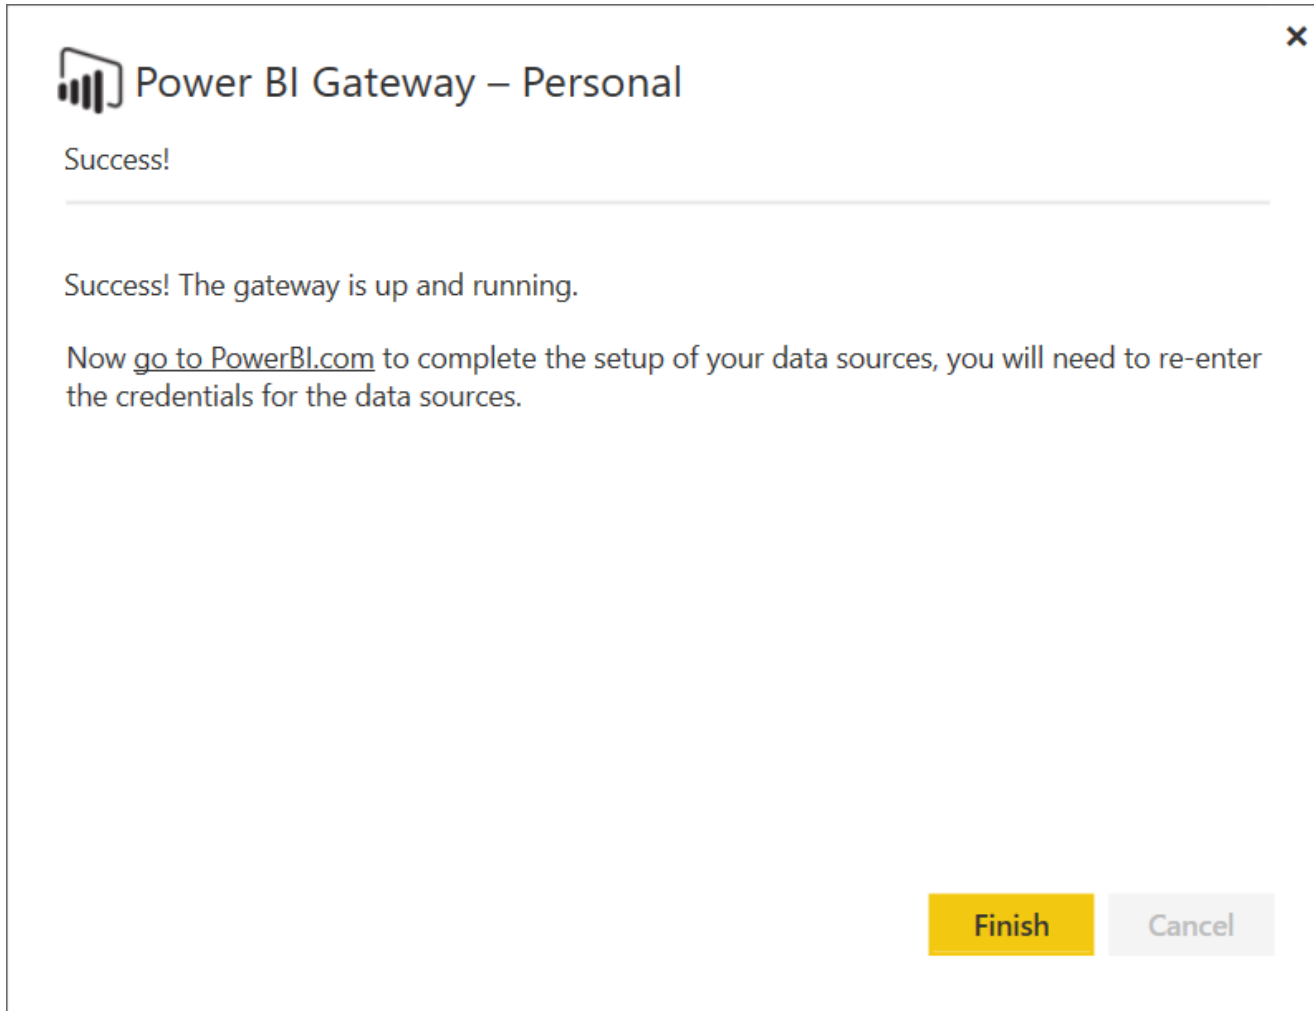 Power BI Gateway – Personal
Success!
Success! The gateway is up and running.
Now go to PowerBI.com to complete the setup of your data sources, you will need to re-enter
the credentials for the data sources.
Finish Cancel